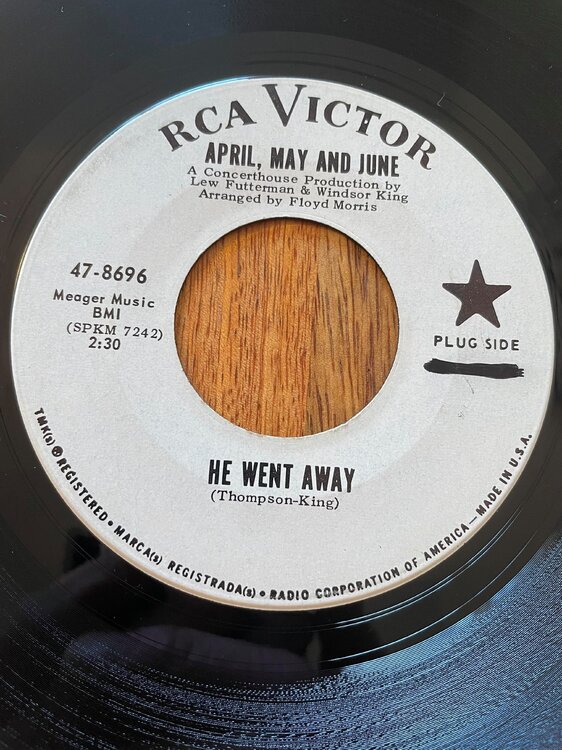 RCA VICTOR
APRIL, MAY AND JUNE
A Concerthouse Production by
Lew Futterman & Windsor King
Arranged by Floyd Morris
47-8696
Meager Music
BMI
(SPKM 7242)
2:30
PLUG SIDE
HE WENT AWAY
(Thompson-King)
TMK(s) ® REGISTERED • MARCA(s) REGISTRADA(s) • RADIO CORPORATION OF AMERICA—MADE IN U.S.A.